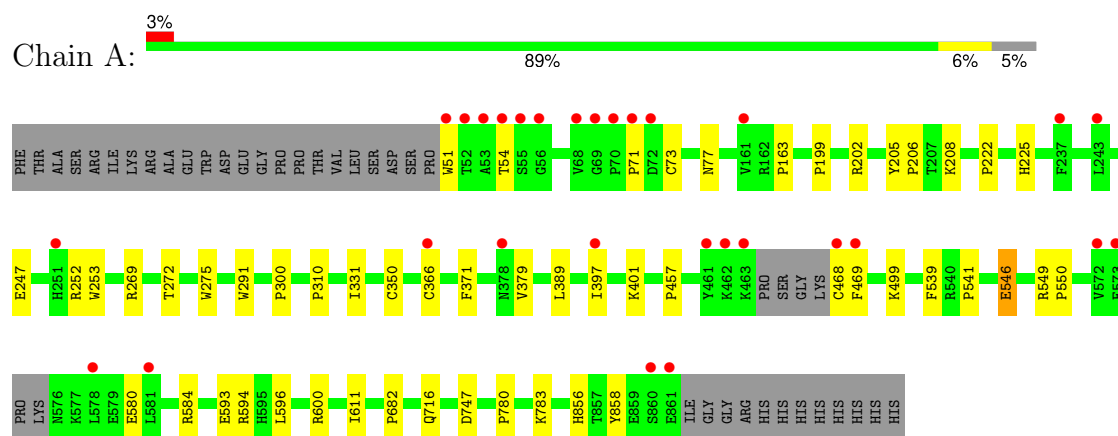 3%
Chain A:
89% 6% 5%
PHE THR ALA SER ARG ILE LYS ARG ALA GLU TRP ASP GLU GLY PRO PRO THR VAL LEU SER ASP SER SER PRO W51 T52 A53 T54 S55 G56 V68 G69 P70 P71 D72 C73 N77 V161 R162 P163 P199 R202 Y205 P206 T207 K208 P222 H225 F237 L243
E247 H251 R252 W253 R269 T272 W275 W291 P300 P310 I331 C350 C366 F371 N378 V379 L389 I397 K401 P457 Y461 K462 K463 PRO SER GLY LYS C468 F469 K499 F539 R540 P541 E546 R549 P550 V572 E573
PRO LYS N576 K577 L578 E579 E580 L581 R584 E593 R594 H595 L596 R600 I611 P682 Q716 D747 P780 K783 H856 T857 Y858 E859 S860 E861 ILE GLY GLY ARG HIS HIS HIS HIS HIS HIS HIS HIS